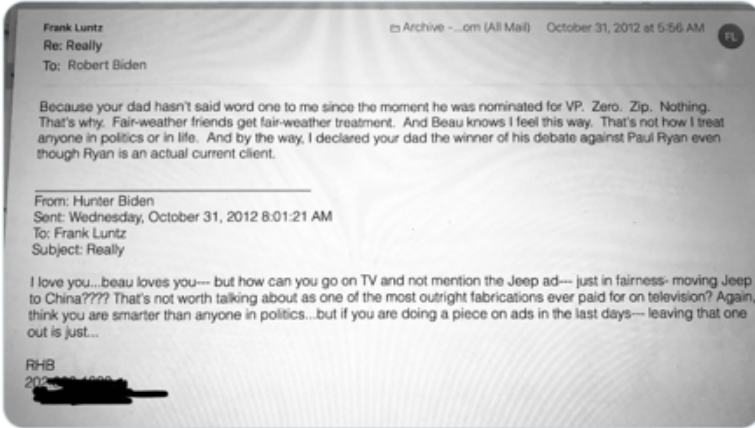 Frank Luntz
Archive -...om (All Mail) October 31, 2012 at 5:56 AM
FL
Re: Really
To: Robert Biden
Because your dad hasn't said word one to me since the moment he was nominated for VP. Zero. Zip. Nothing.
That's why. Fair-weather friends get fair-weather treatment. And Beau knows I feel this way. That's not how I treat
anyone in politics or in life. And by the way, I declared your dad the winner of his debate against Paul Ryan even
though Ryan is an actual current client.
From: Hunter Biden
Sent: Wednesday, October 31, 2012 8:01:21 AM
To: Frank Luntz
Subject: Really
I love you...beau loves you--- but how can you go on TV and not mention the Jeep ad--- just in fairness- moving Jeep
to China???? That's not worth talking about as one of the most outright fabrications ever paid for on television? Again,
think you are smarter than anyone in politics...but if you are doing a piece on ads in the last days--- leaving that one
out is just...
RHB